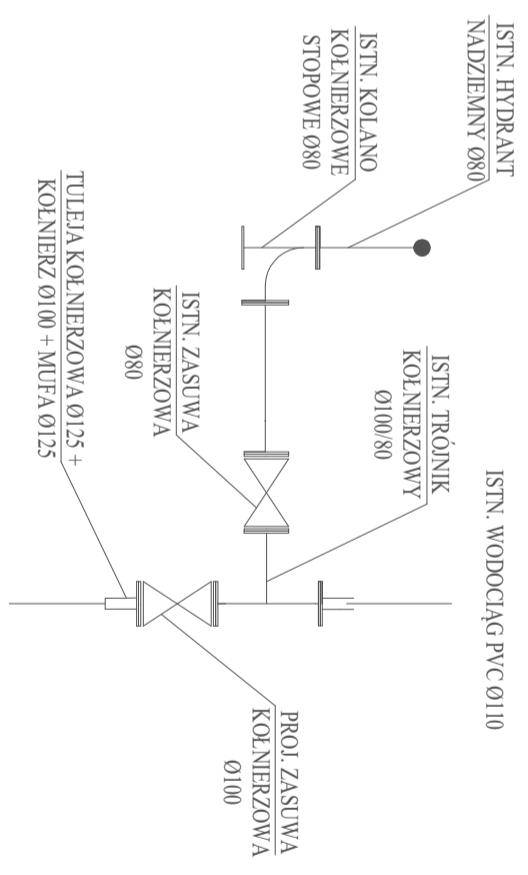 ISTN. HYDRANT
NADZIEMNY Ø80
ISTN. KOLANO
KOŁNIERZOWE
STOPOWE Ø80
ISTN. WODOCIĄG PVC Ø110
ISTN. TRÓJNIK
KOŁNIERZOWY
Ø100/80
ISTN. ZASUWA
KOŁNIERZOWA
Ø80
TULEJA KOŁNIERZOWA Ø125 +
KOŁNIERZ Ø100 + MUFA Ø125
PROJ. ZASUWA
KOŁNIERZOWA
Ø100